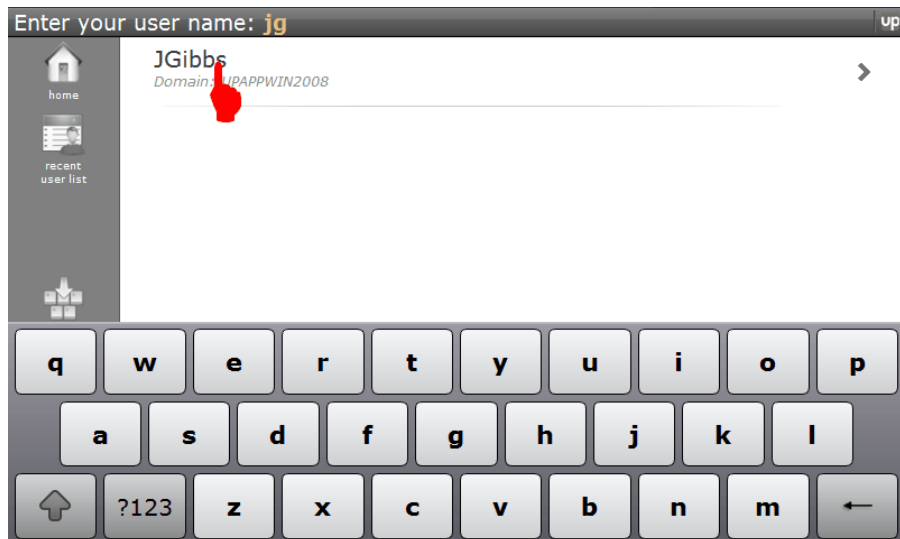 Enter your user name: jg
up
home
JGibbs
Domain: UPAPPWIN2008
recent
user list
q w e r t y u i o p
a s d f g h j k l
?123 z x c v b n m